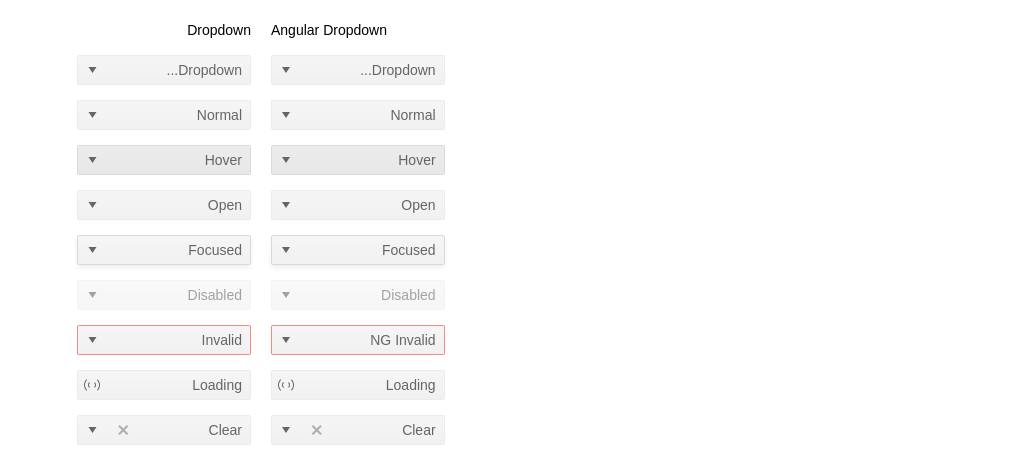 Dropdown Angular Dropdown
...Dropdown ...Dropdown
Normal Normal
Hover Hover
Open Open
Focused Focused
Disabled Disabled
Invalid NG Invalid
Loading Loading
Clear Clear